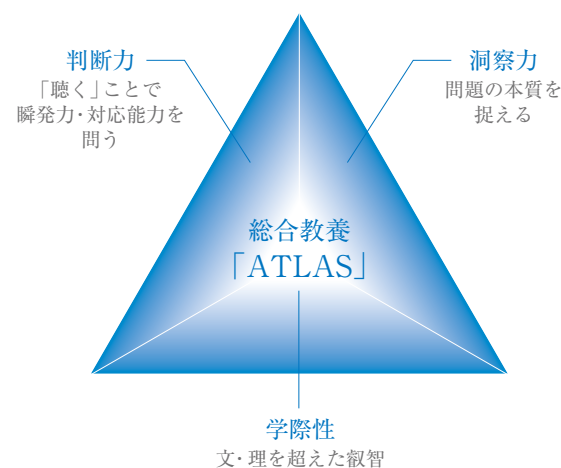 判断力
「聴く」ことで
瞬発力・対応能力を
問う
洞察力
問題の本質を
捉える
総合教養
「ATLAS」
学際性
文・理を超えた叡智